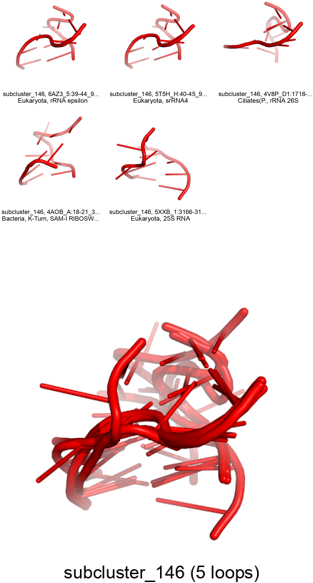 subcluster_146, 6AZ3_5:39-44_9...
Eukaryota, rRNA epsilon
subcluster_146, 5T5H_H:40-45_9...
Eukaryota, srRNA4
subcluster_146, 4V8P_D1:1718-...
Ciliates(P., rRNA 26S
subcluster_146, 4AOB_A:18-21_3...
Bacteria, K-Turn, SAM-I RIBOSW...
subcluster_146, 5XXB_1:3166-31...
Eukaryota, 25S RNA
subcluster_146 (5 loops)